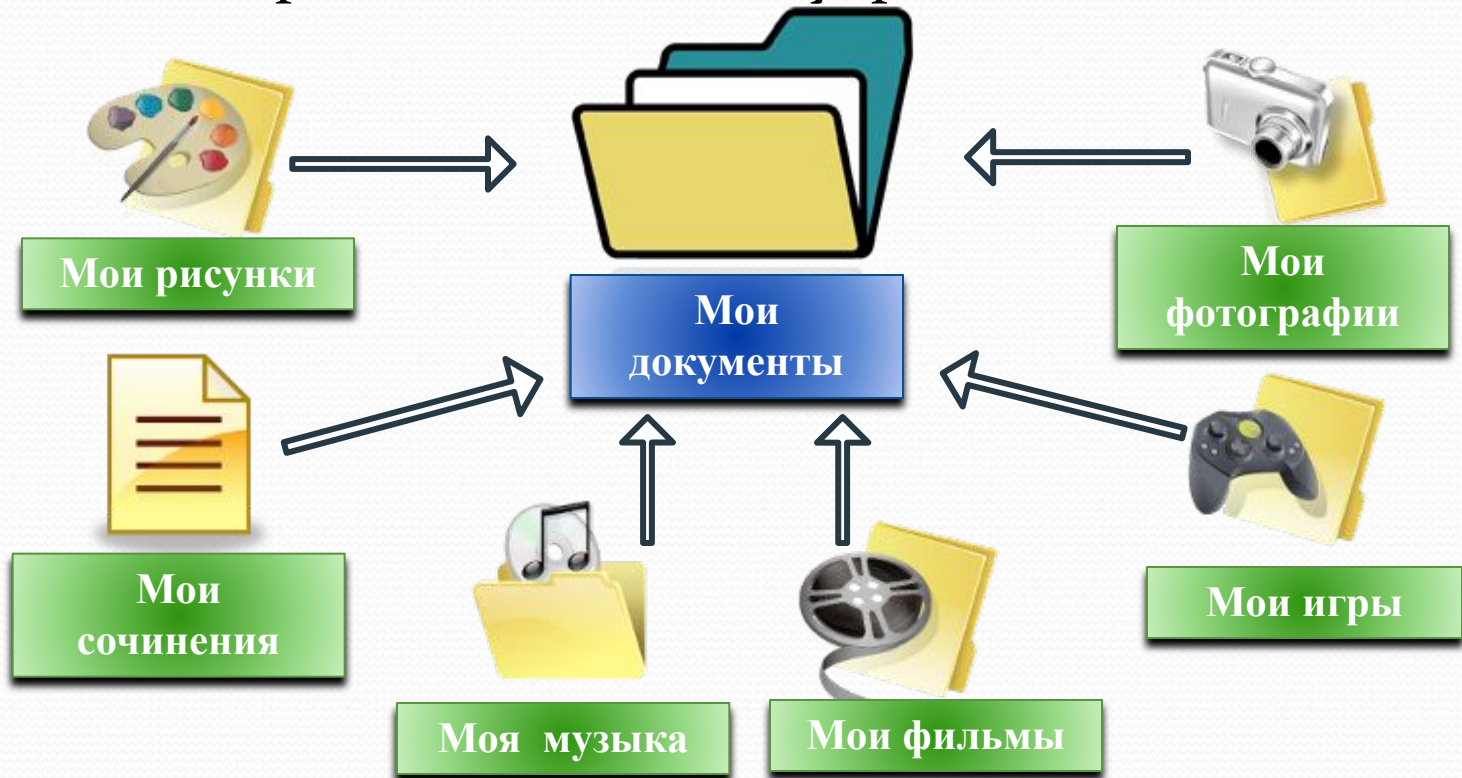 Мои рисунки
Мои
документы
Мои
фотографии
Мои
сочинения
Мои игры
Моя музыка
Мои фильмы